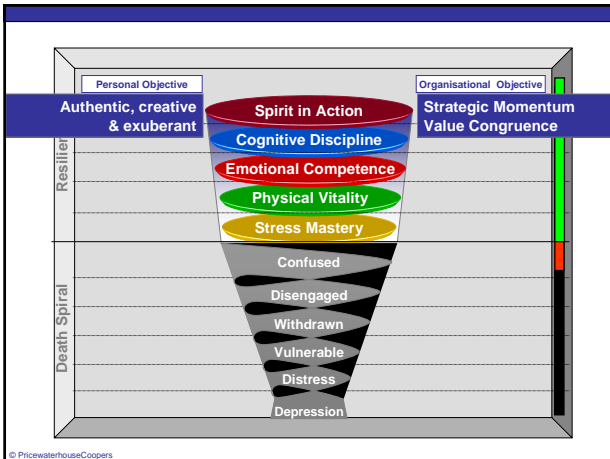 Personal Objective
Organisational Objective
Authentic, creative
& exuberant
Spirit in Action
Strategic Momentum
Value Congruence
Cognitive Discipline
Emotional Competence
Physical Vitality
Stress Mastery
Confused
Disengaged
Withdrawn
Vulnerable
Distress
Depression
Resilien
Death Spiral
© PricewaterhouseCoopers